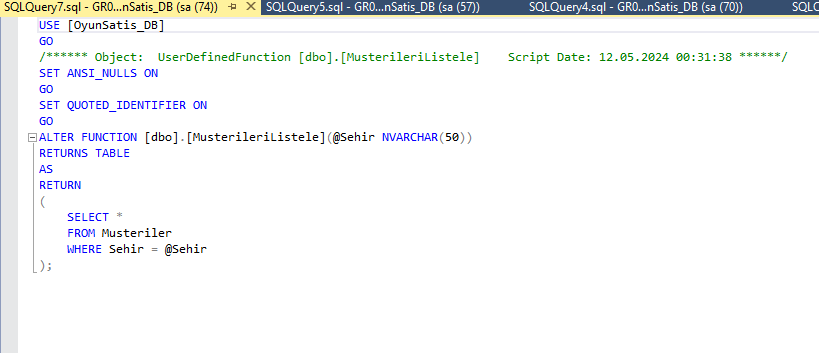 SQLQuery7.sql - GR0...nSatis_DB (sa (74)) SQLQuery5.sql - GR0...nSatis_DB (sa (57)) SQLQuery4.sql - GR0...nSatis_DB (sa (70)) SQLQ
USE [OyunSatis_DB]
GO
/****** Object:  UserDefinedFunction [dbo].[MusterileriListele]    Script Date: 12.05.2024 00:31:38 ******/
SET ANSI_NULLS ON
GO
SET QUOTED_IDENTIFIER ON
GO
ALTER FUNCTION [dbo].[MusterileriListele](@Sehir NVARCHAR(50))
RETURNS TABLE
AS
RETURN
(
    SELECT *
    FROM Musteriler
    WHERE Sehir = @Sehir
);